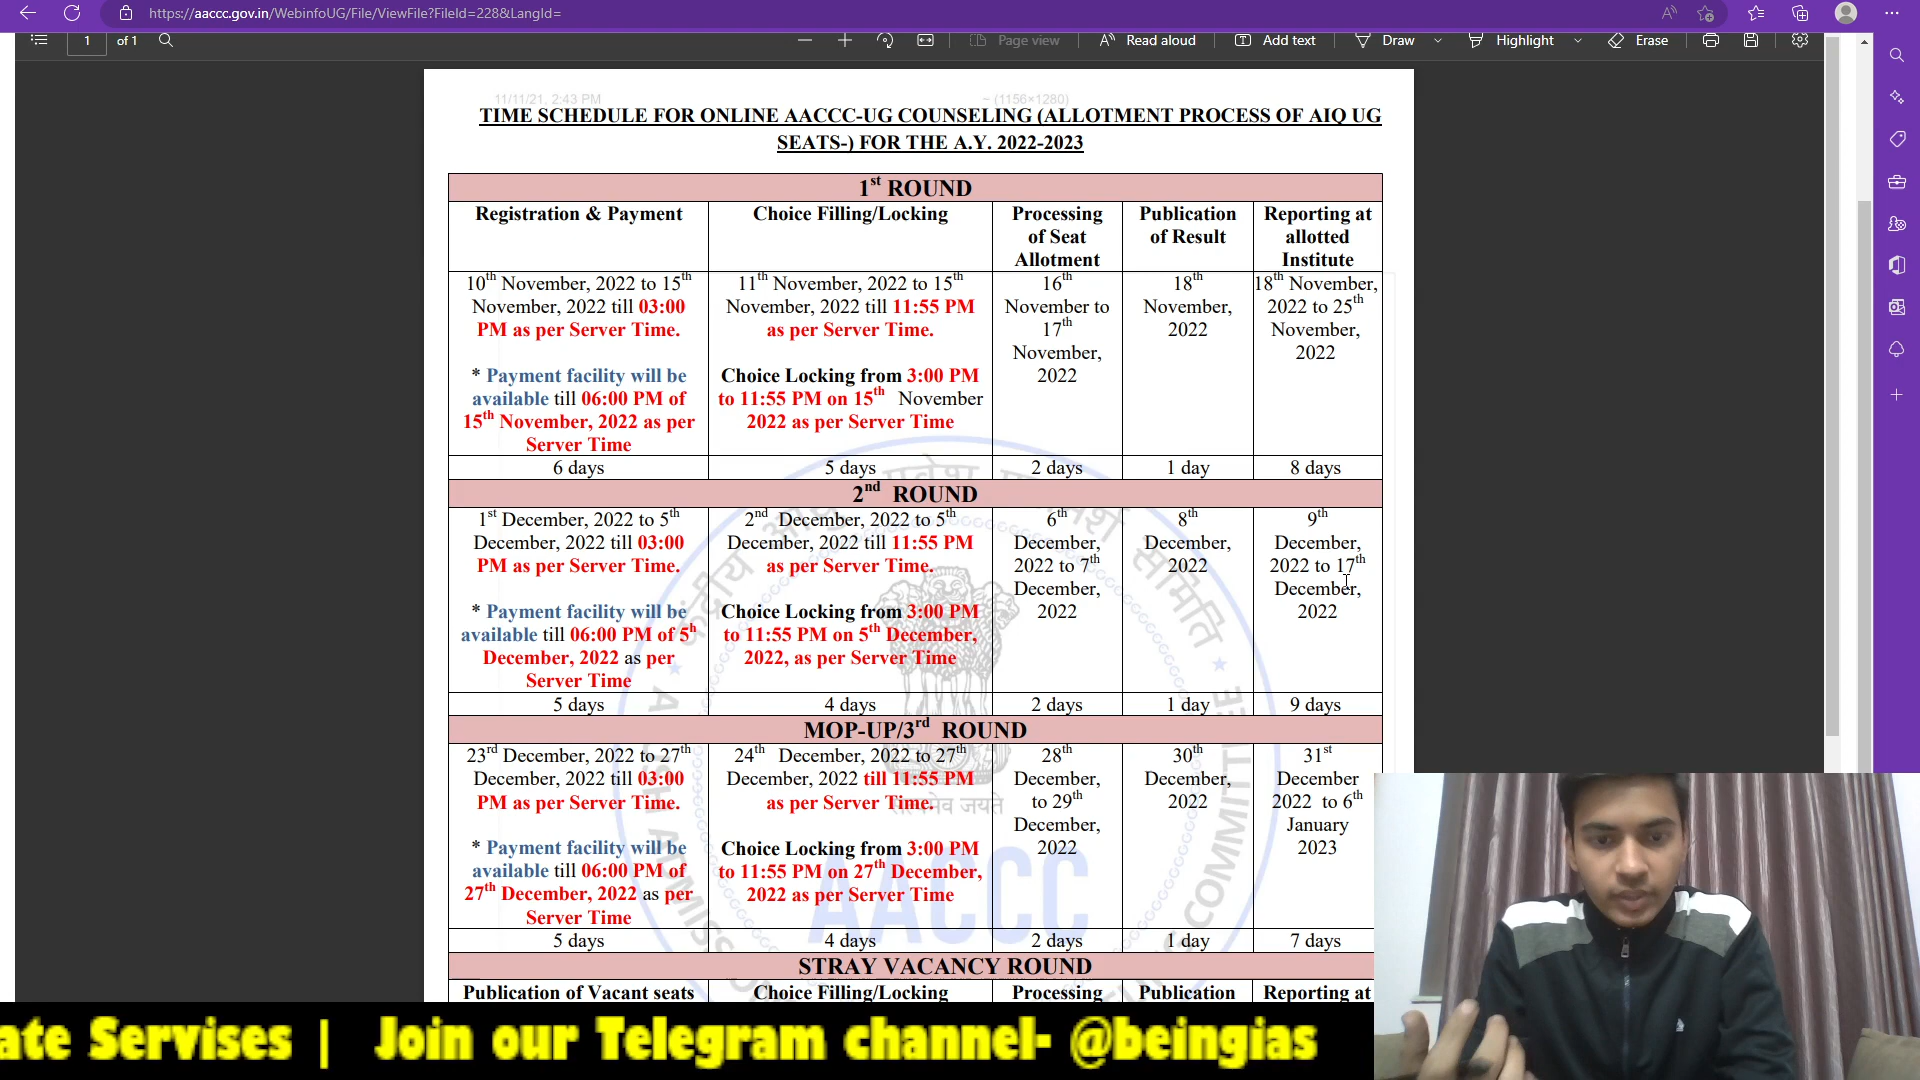 https://aaccc.gov.in/WebinfoUG/File/ViewFile?FileId=228&LangId=
1 of 1
Page view
Read aloud
Add text
Draw
Highlight
Erase
11/11/21, 2:43 PM
~ (1156×1280)
TIME SCHEDULE FOR ONLINE AACCC-UG COUNSELING (ALLOTMENT PROCESS OF AIQ UG
SEATS-) FOR THE A.Y. 2022-2023
1st ROUND
Registration & Payment
Choice Filling/Locking
Processing
of Seat
Allotment
Publication
of Result
Reporting at
allotted
Institute
10th November, 2022 to 15th
November, 2022 till 03:00
PM as per Server Time.
* Payment facility will be
available till 06:00 PM of
15th November, 2022 as per
Server Time
11th November, 2022 to 15th
November, 2022 till 11:55 PM
as per Server Time.
Choice Locking from 3:00 PM
to 11:55 PM on 15th November
2022 as per Server Time
16th
November to
17th
November,
2022
18th
November,
2022
18th November,
2022 to 25th
November,
2022
6 days
5 days
2 days
1 day
8 days
2nd ROUND
1st December, 2022 to 5th
December, 2022 till 03:00
PM as per Server Time.
* Payment facility will be
available till 06:00 PM of 5h
December, 2022 as per
Server Time
2nd December, 2022 to 5th
December, 2022 till 11:55 PM
as per Server Time.
Choice Locking from 3:00 PM
to 11:55 PM on 5th December,
2022, as per Server Time
6th
December,
2022 to 7th
December,
2022
8th
December,
2022
9th
December,
2022 to 17th
December,
2022
5 days
4 days
2 days
1 day
9 days
MOP-UP/3rd ROUND
23rd December, 2022 to 27th
December, 2022 till 03:00
PM as per Server Time.
* Payment facility will be
available till 06:00 PM of
27th December, 2022 as per
Server Time
24th December, 2022 to 27th
December, 2022 till 11:55 PM
as per Server Time.
Choice Locking from 3:00 PM
to 11:55 PM on 27th December,
2022 as per Server Time
28th
December,
to 29th
December,
2022
30th
December,
2022
31st
December
2022 to 6th
January
2023
5 days
4 days
2 days
1 day
7 days
STRAY VACANCY ROUND
Publication of Vacant seats
Choice Filling/Locking
Processing
Publication
Reporting at
AACCC
ate Servises | Join our Telegram channel- @beingias